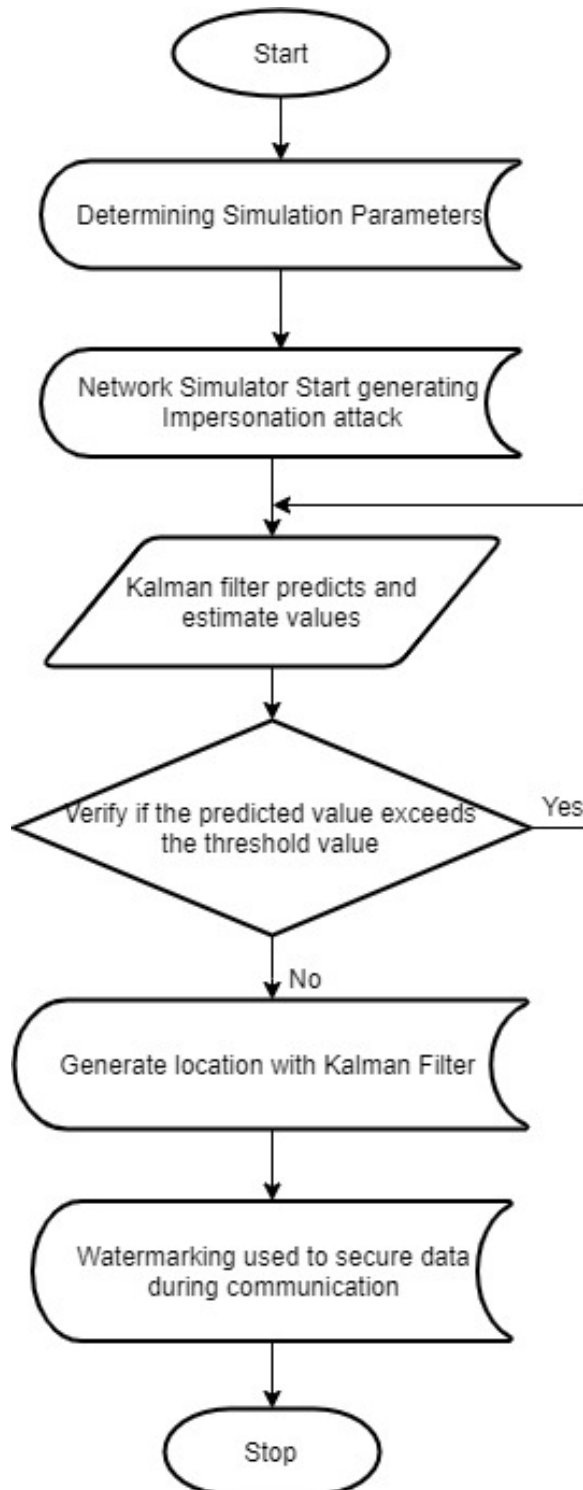 Start
Determining Simulation Parameters
Network Simulator Start generating
Impersonation attack
Kalman filter predicts and
estimate values
Verify if the predicted value exceeds
the threshold value
Yes
No
Generate location with Kalman Filter
Watermarking used to secure data
during communication
Stop